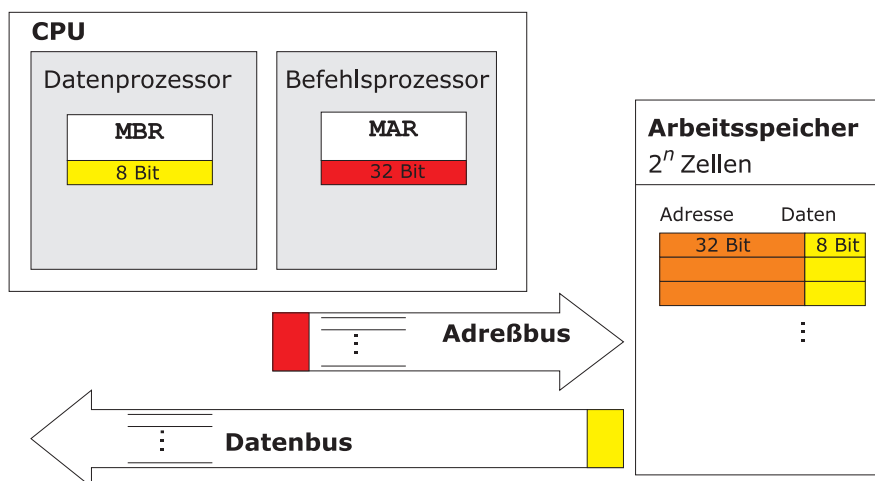 CPU
Datenprozessor
MBR
8 Bit
Befehlsprozessor
MAR
32 Bit
Arbeitsspeicher
2ⁿ Zellen
Adresse Daten
32 Bit 8 Bit
Adreßbus
Datenbus